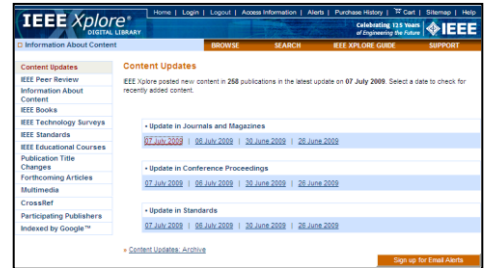 IEEE Xplore®
DIGITAL LIBRARY
Home | Login | Logout | Access Information | Alerts | Purchase History | Cart | Sitemap | Help
Celebrating 125 Years
of Engineering the Future
IEEE
Information About Content
BROWSE SEARCH IEEE XPLORE GUIDE SUPPORT
Content Updates
IEEE Peer Review
Information About
Content
IEEE Books
IEEE Technology Surveys
IEEE Standards
IEEE Educational Courses
Publication Title
Changes
Forthcoming Articles
Multimedia
CrossRef
Participating Publishers
Indexed by Google™
Content Updates
IEEE Xplore posted new content in 258 publications in the latest update on 07 July 2009. Select a date to check for
recently added content.
• Update in Journals and Magazines
07 July 2009 | 06 July 2009 | 30 June 2009 | 26 June 2009
• Update in Conference Proceedings
07 July 2009 | 06 July 2009 | 30 June 2009 | 26 June 2009
• Update in Standards
07 July 2009 | 06 July 2009 | 30 June 2009 | 26 June 2009
» Content Updates: Archive
Sign up for Email Alerts